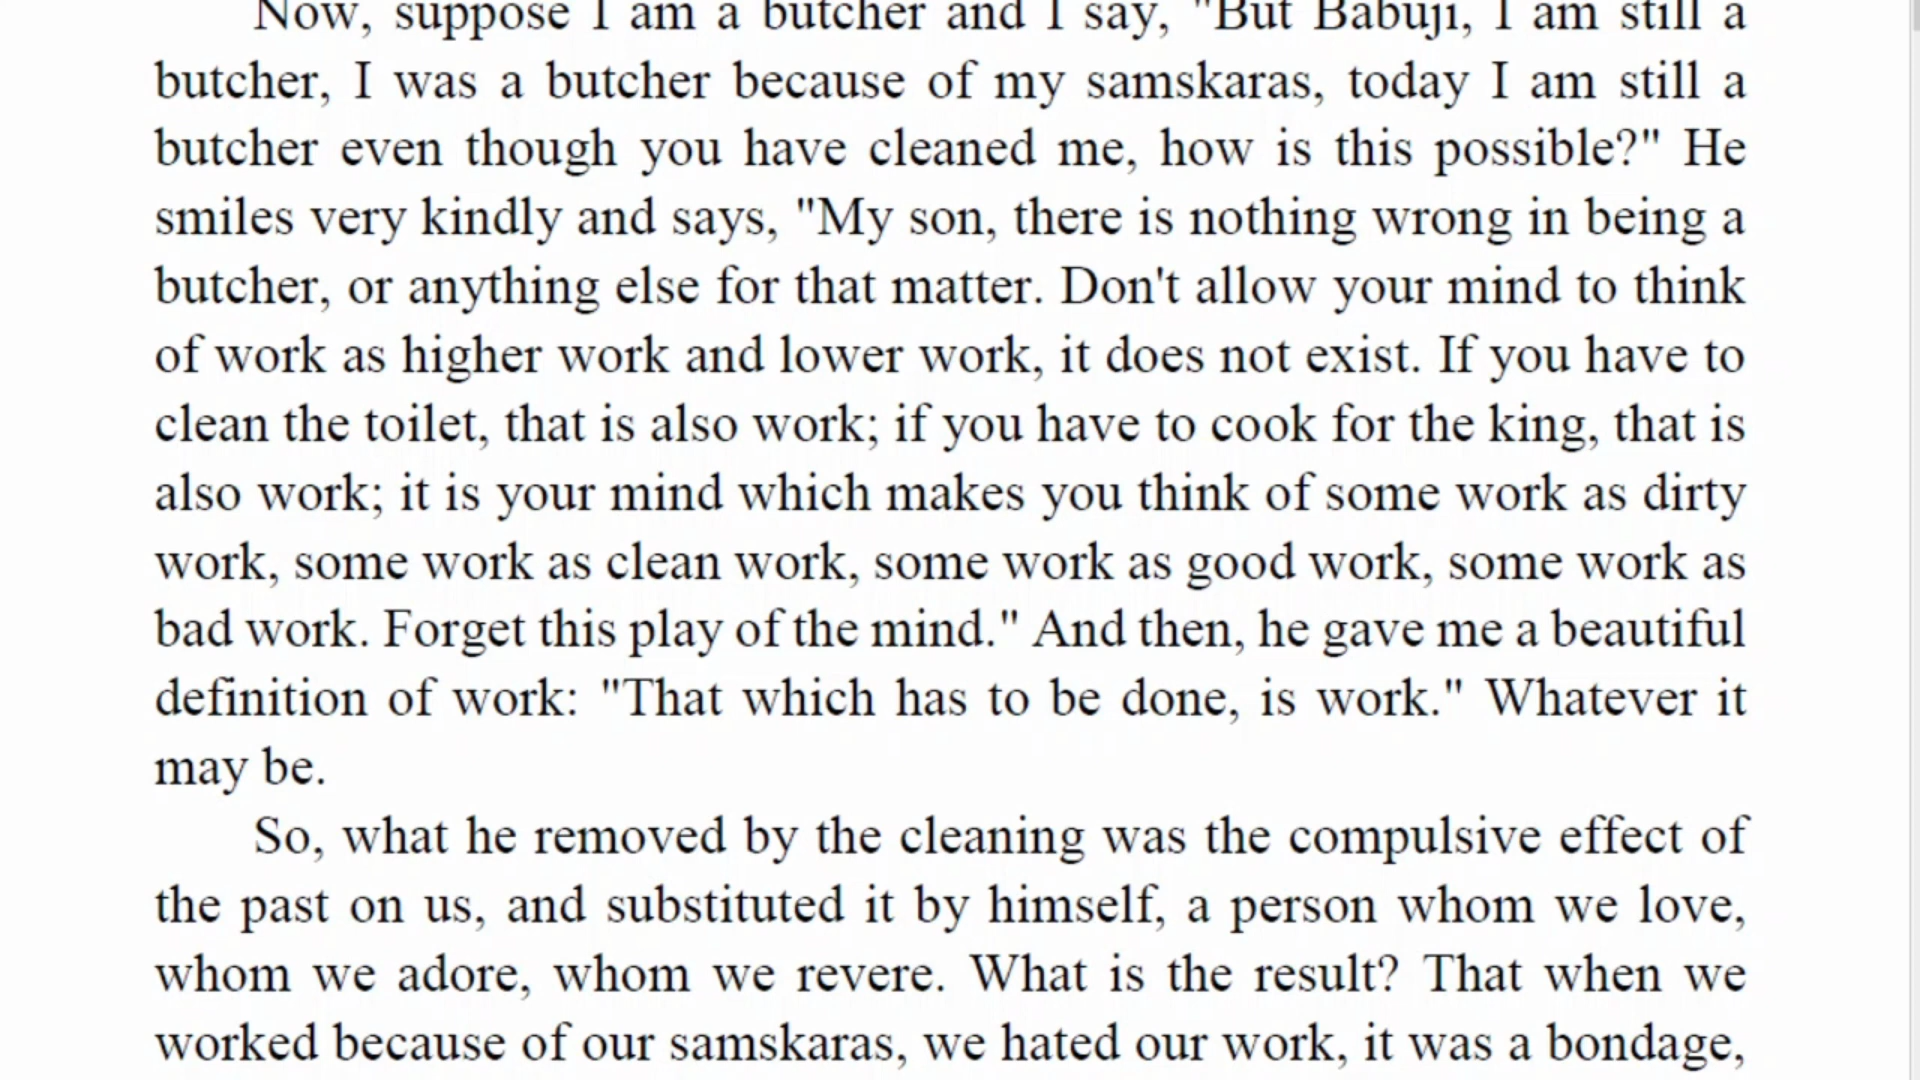 Now, suppose I am a butcher and I say, "But Babuji, I am still a
butcher, I was a butcher because of my samskaras, today I am still a
butcher even though you have cleaned me, how is this possible?" He
smiles very kindly and says, "My son, there is nothing wrong in being a
butcher, or anything else for that matter. Don't allow your mind to think
of work as higher work and lower work, it does not exist. If you have to
clean the toilet, that is also work; if you have to cook for the king, that is
also work; it is your mind which makes you think of some work as dirty
work, some work as clean work, some work as good work, some work as
bad work. Forget this play of the mind." And then, he gave me a beautiful
definition of work: "That which has to be done, is work." Whatever it
may be.
So, what he removed by the cleaning was the compulsive effect of
the past on us, and substituted it by himself, a person whom we love,
whom we adore, whom we revere. What is the result? That when we
worked because of our samskaras, we hated our work, it was a bondage,